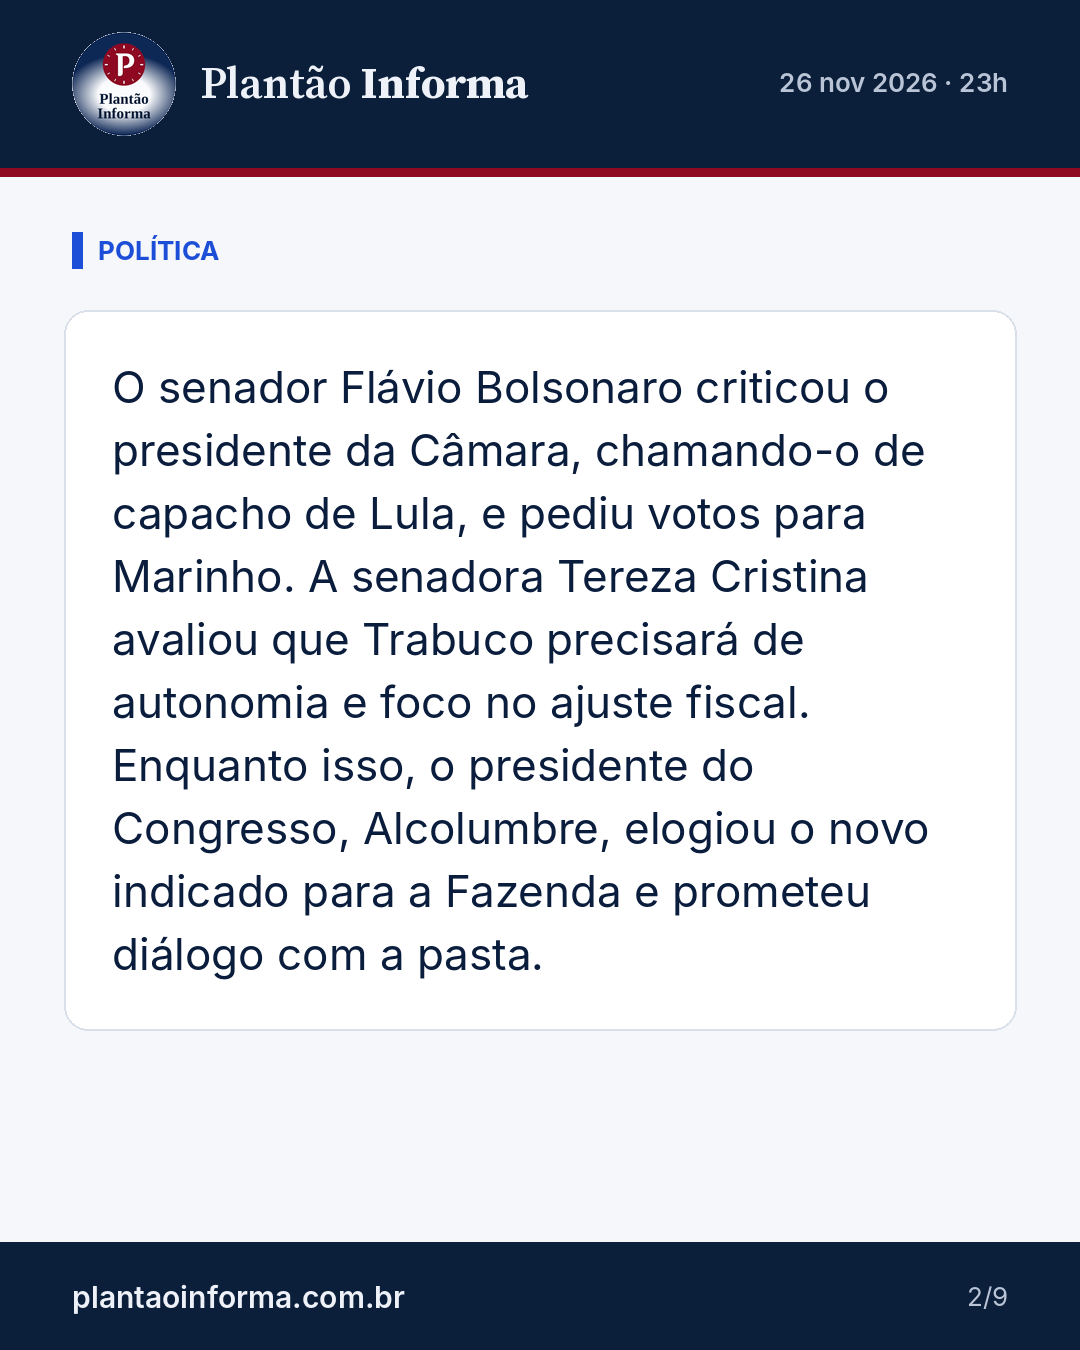 P
Plantão
Informa
Plantão Informa
26 nov 2026 · 23h
POLÍTICA
O senador Flávio Bolsonaro criticou o
presidente da Câmara, chamando-o de
capacho de Lula, e pediu votos para
Marinho. A senadora Tereza Cristina
avaliou que Trabuco precisará de
autonomia e foco no ajuste fiscal.
Enquanto isso, o presidente do
Congresso, Alcolumbre, elogiou o novo
indicado para a Fazenda e prometeu
diálogo com a pasta.
plantaoinforma.com.br
2/9